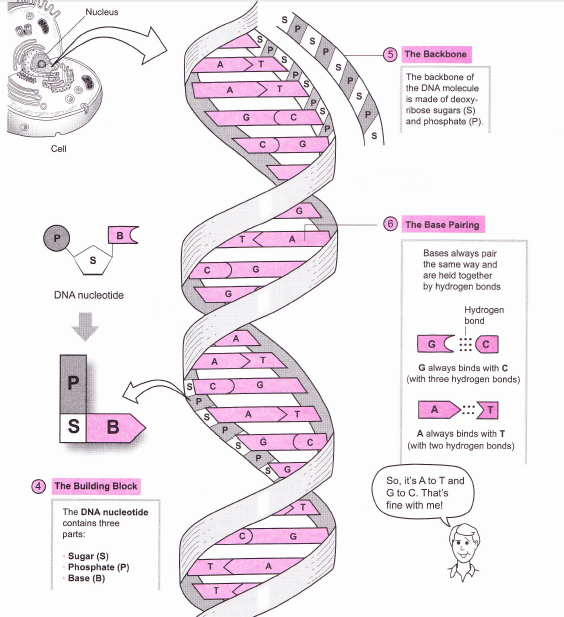 Nucleus
Cell
S
P
S
P
S
P
S
P
S
5 The Backbone
The backbone of
the DNA molecule
is made of deoxy-
ribose sugars (S)
and phosphate (P).
S
P
S
P
S
P
S
P
A T
A T
G C
C G
G
T A
C G
G
A
A T
S C G
P
S A T
P
S G C
P
S G
T
C G
T A
T
6 The Base Pairing
Bases always pair
the same way and
are held together
by hydrogen bonds
Hydrogen
bond
G C
G always binds with C
(with three hydrogen bonds)
A T
A always binds with T
(with two hydrogen bonds)
So, it's A to T and
G to C. That's
fine with me!
P S B
DNA nucleotide
P
S B
4 The Building Block
The DNA nucleotide
contains three
parts:
· Sugar (S)
· Phosphate (P)
· Base (B)